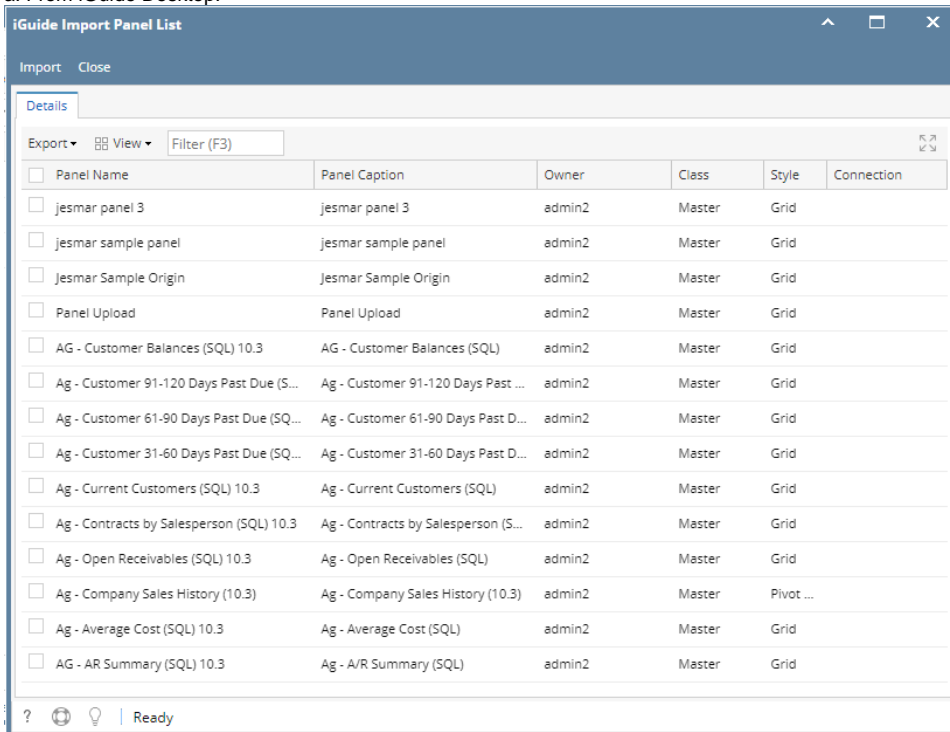 a. From iGuide Desktop:
iGuide Import Panel List
Import Close
Details
Export View Filter (F3)
Panel Name Panel Caption Owner Class Style Connection
jesmar panel 3 jesmar panel 3 admin2 Master Grid
jesmar sample panel jesmar sample panel admin2 Master Grid
Jesmar Sample Origin Jesmar Sample Origin admin2 Master Grid
Panel Upload Panel Upload admin2 Master Grid
AG - Customer Balances (SQL) 10.3 AG - Customer Balances (SQL) admin2 Master Grid
Ag - Customer 91-120 Days Past Due (S... Ag - Customer 91-120 Days Past ... admin2 Master Grid
Ag - Customer 61-90 Days Past Due (SQ... Ag - Customer 61-90 Days Past D... admin2 Master Grid
Ag - Customer 31-60 Days Past Due (SQ... Ag - Customer 31-60 Days Past D... admin2 Master Grid
Ag - Current Customers (SQL) 10.3 Ag - Current Customers (SQL) admin2 Master Grid
Ag - Contracts by Salesperson (SQL) 10.3 Ag - Contracts by Salesperson (S... admin2 Master Grid
Ag - Open Receivables (SQL) 10.3 Ag - Open Receivables (SQL) admin2 Master Grid
Ag - Company Sales History (10.3) Ag - Company Sales History (10.3) admin2 Master Pivot ...
Ag - Average Cost (SQL) 10.3 Ag - Average Cost (SQL) admin2 Master Grid
AG - AR Summary (SQL) 10.3 Ag - A/R Summary (SQL) admin2 Master Grid
? Ready